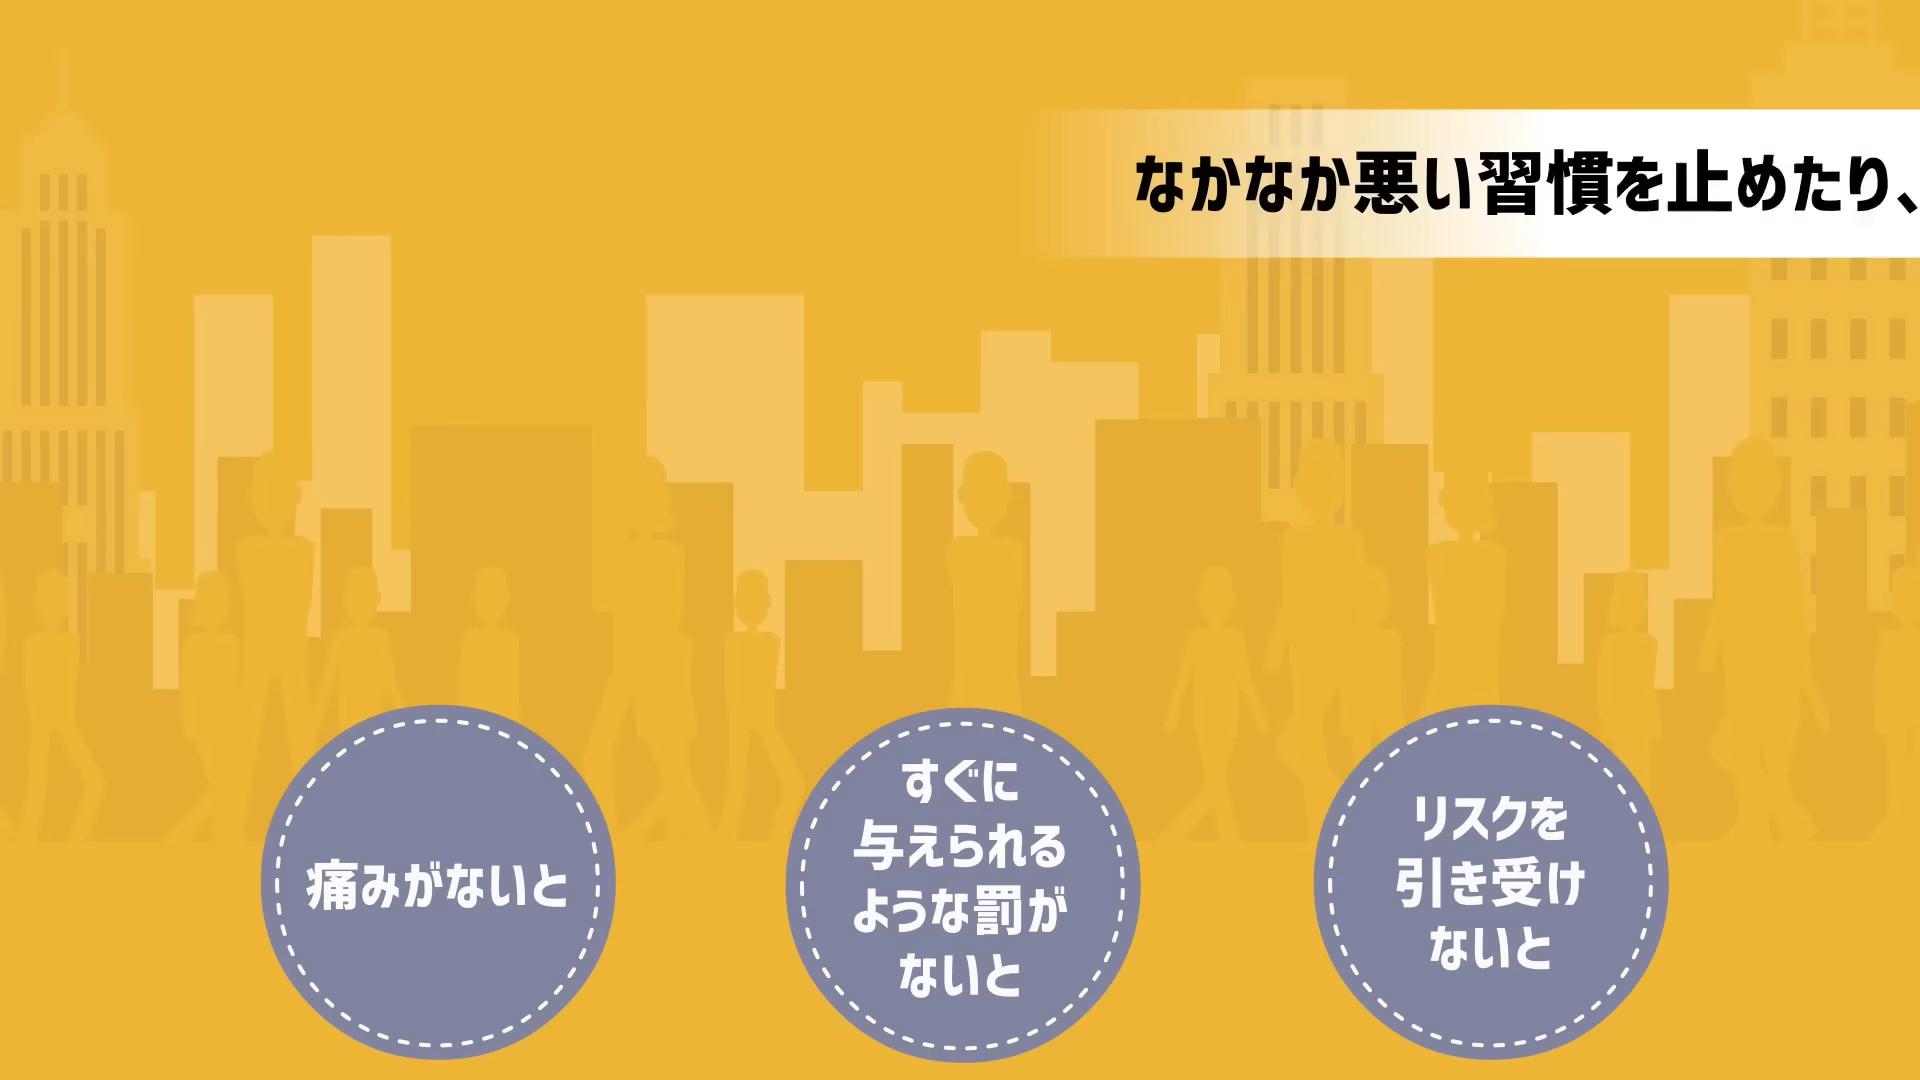 なかなか悪い習慣を止めたり、
痛みがないと
すぐに
与えられる
ような罰が
ないと
リスクを
引き受け
ないと